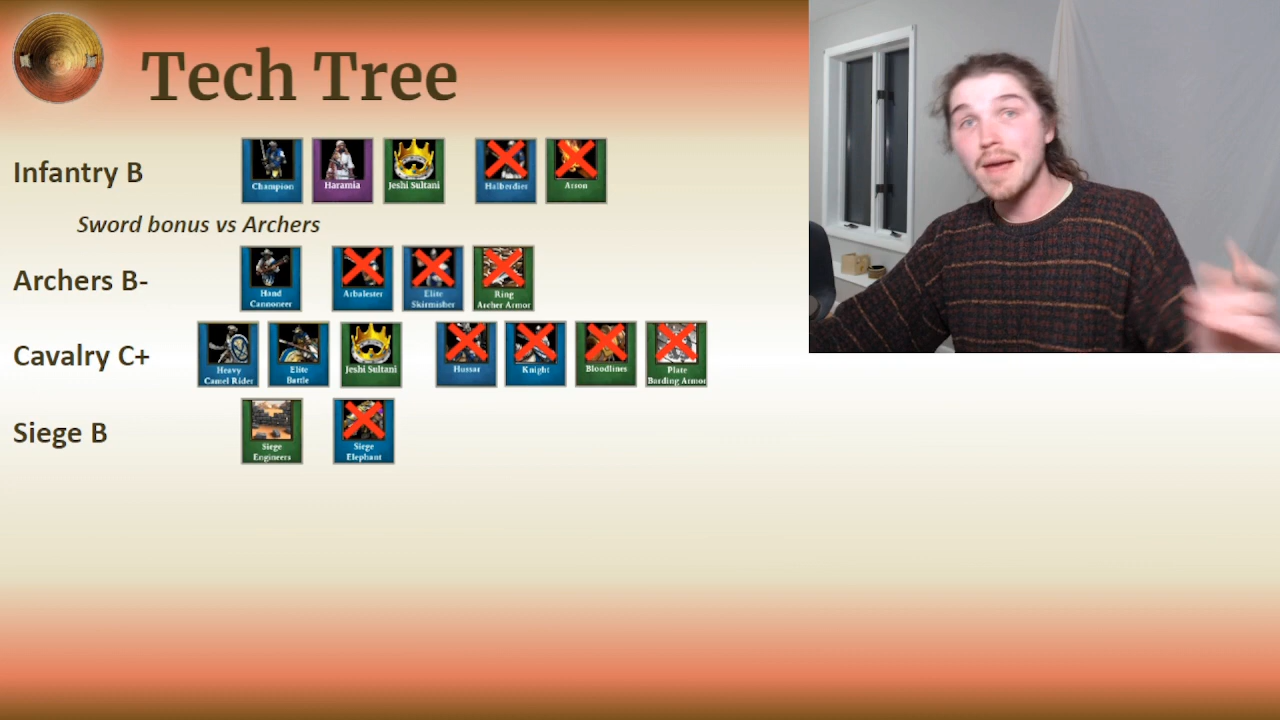 Tech Tree
Infantry B
Champion
Haramia
Jeshi Sultani
Halberdier
Arson
Sword bonus vs Archers
Archers B-
Hand
Cannoneer
Arbalester
Elite
Skirmisher
Ring
Archer Armor
Cavalry C+
Heavy
Camel Rider
Elite
Battle
Jeshi Sultani
Hussar
Knight
Bloodlines
Plate
Barding Armor
Siege B
Siege
Engineers
Siege
Elephant